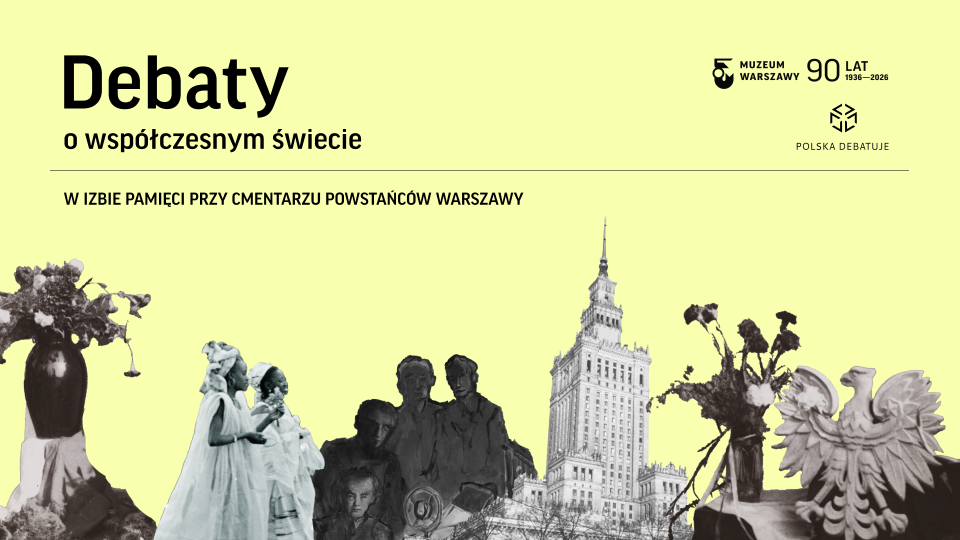 Debaty
o współczesnym świecie
MUZEUM
WARSZAWY
90 LAT
1936—2026
POLSKA DEBATUJE
W IZBIE PAMIĘCI PRZY CMENTARZU POWSTAŃCÓW WARSZAWY